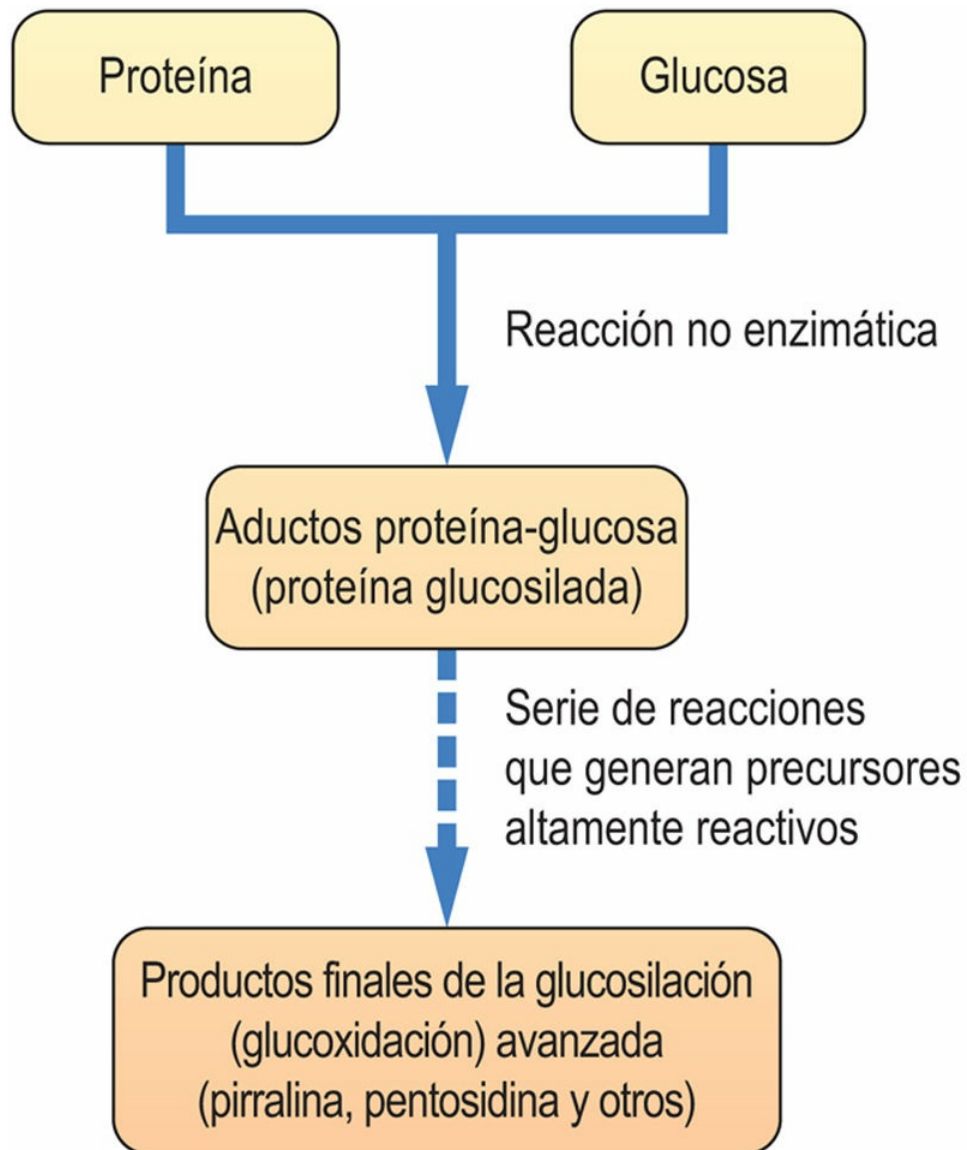 Proteína
Glucosa
Reacción no enzimática
Aductos proteína-glucosa
(proteína glucosilada)
Serie de reacciones
que generan precursores
altamente reactivos
Productos finales de la glucosilación
(glucoxidación) avanzada
(pirralina, pentosidina y otros)